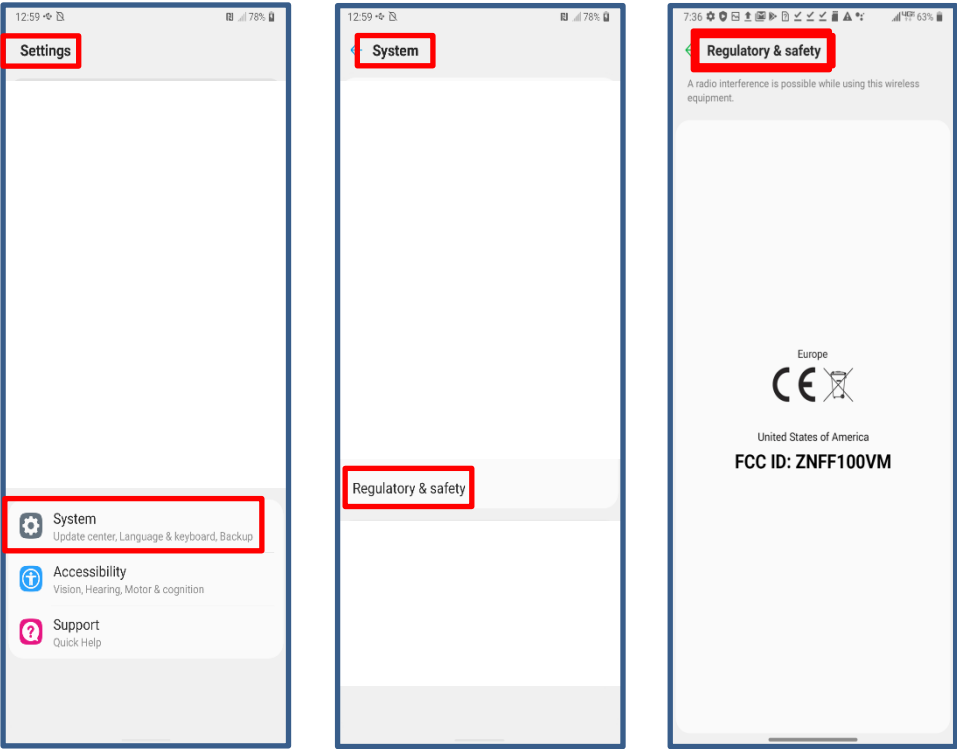 12:59 78%
Settings
System
Update center, Language & keyboard, Backup
Accessibility
Vision, Hearing, Motor & cognition
Support
Quick Help
12:59 78%
System
Regulatory & safety
7:36 63%
Regulatory & safety
A radio interference is possible while using this wireless
equipment.
Europe
CE
United States of America
FCC ID: ZNFF100VM